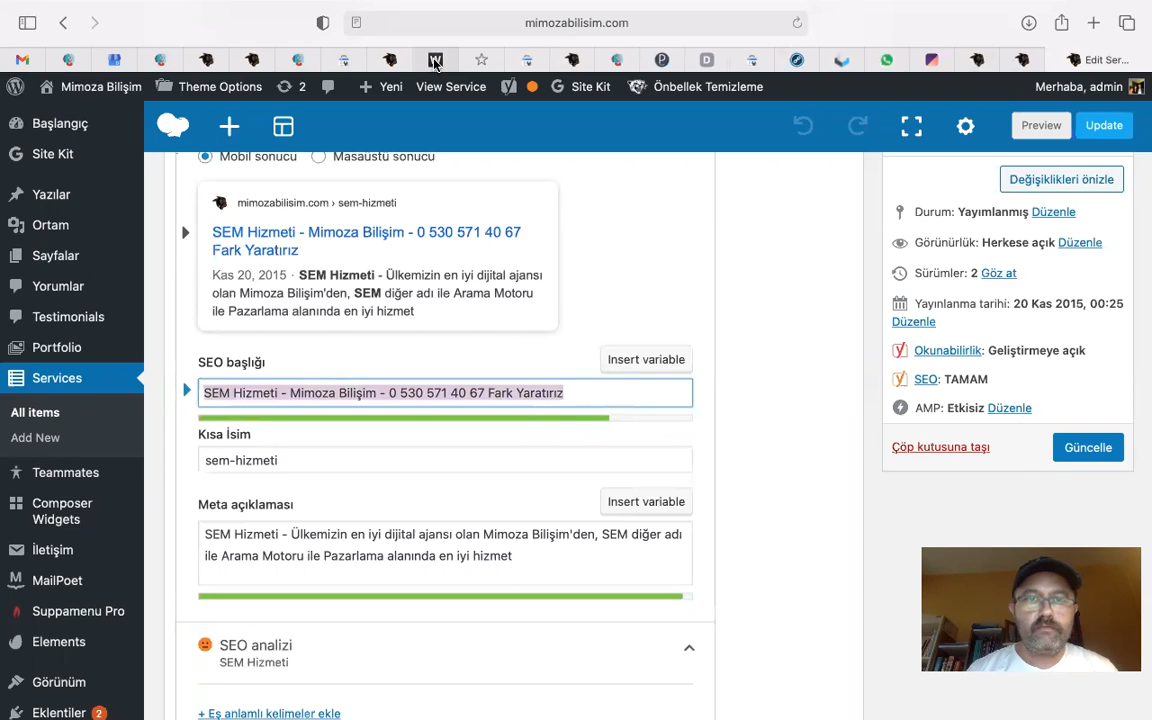 mimozabilisim.com
W
Edit Ser...
Mimoza Bilişim
Theme Options
2
Yeni
View Service
Site Kit
Önbellek Temizleme
Merhaba, admin
Başlangıç
Site Kit
Yazılar
Ortam
Sayfalar
Yorumlar
Testimonials
Portfolio
Services
All items
Add New
Teammates
Composer
Widgets
İletişim
MailPoet
Suppamenu Pro
Elements
Görünüm
Eklentiler 2
Preview
Update
Mobil sonucu
Masaüstü sonucu
mimozabilisim.com › sem-hizmeti
SEM Hizmeti - Mimoza Bilişim - 0 530 571 40 67
Fark Yaratırız
Kas 20, 2015 · SEM Hizmeti - Ülkemizin en iyi dijital ajansı
olan Mimoza Bilişim'den, SEM diğer adı ile Arama Motoru
ile Pazarlama alanında en iyi hizmet
SEO başlığı
Insert variable
SEM Hizmeti - Mimoza Bilişim - 0 530 571 40 67 Fark Yaratırız
Kısa İsim
sem-hizmeti
Meta açıklaması
Insert variable
SEM Hizmeti - Ülkemizin en iyi dijital ajansı olan Mimoza Bilişim'den, SEM diğer adı
ile Arama Motoru ile Pazarlama alanında en iyi hizmet
SEO analizi
SEM Hizmeti
+ Eş anlamlı kelimeler ekle
Değişiklikleri önizle
Durum: Yayımlanmış Düzenle
Görünürlük: Herkese açık Düzenle
Sürümler: 2 Göz at
Yayınlanma tarihi: 20 Kas 2015, 00:25
Düzenle
Okunabilirlik: Geliştirmeye açık
SEO: TAMAM
AMP: Etkisiz Düzenle
Çöp kutusuna taşı
Güncelle